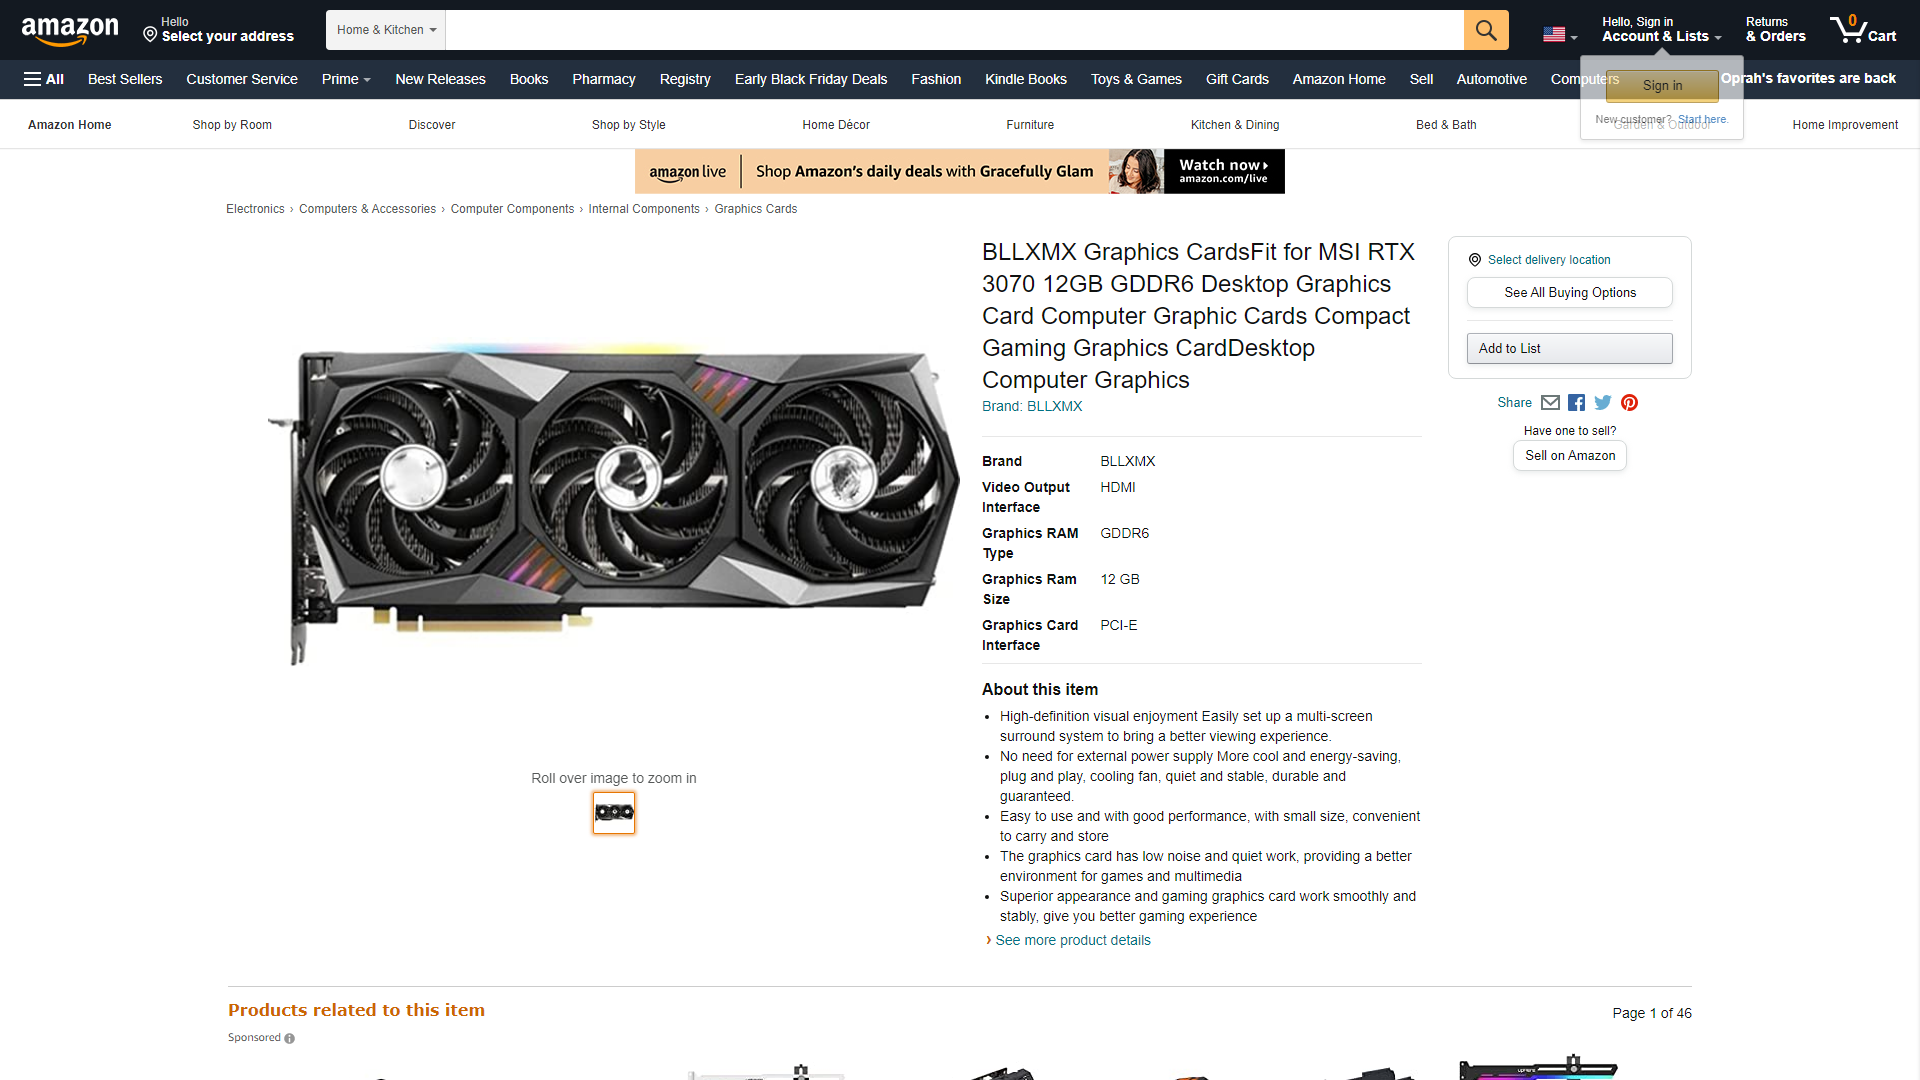 amazon
Hello
Select your address
Home & Kitchen
Hello, Sign in
Account & Lists
Returns
& Orders
0
Cart
All
Best Sellers
Customer Service
Prime
New Releases
Books
Pharmacy
Registry
Early Black Friday Deals
Fashion
Kindle Books
Toys & Games
Gift Cards
Amazon Home
Sell
Automotive
Computers
Oprah's favorites are back
Sign in
New customer? Start here.
Amazon Home
Shop by Room
Discover
Shop by Style
Home Décor
Furniture
Kitchen & Dining
Bed & Bath
Garden & Outdoor
Home Improvement
amazon live
Shop Amazon's daily deals with Gracefully Glam
Watch now
amazon.com/live
Electronics › Computers & Accessories › Computer Components › Internal Components › Graphics Cards
BLLXMX Graphics CardsFit for MSI RTX
3070 12GB GDDR6 Desktop Graphics
Card Computer Graphic Cards Compact
Gaming Graphics CardDesktop
Computer Graphics
Brand: BLLXMX
Brand BLLXMX
Video Output HDMI
Interface
Graphics RAM GDDR6
Type
Graphics Ram 12 GB
Size
Graphics Card PCI-E
Interface
About this item
• High-definition visual enjoyment Easily set up a multi-screen
surround system to bring a better viewing experience.
• No need for external power supply More cool and energy-saving,
plug and play, cooling fan, quiet and stable, durable and
guaranteed.
• Easy to use and with good performance, with small size, convenient
to carry and store
• The graphics card has low noise and quiet work, providing a better
environment for games and multimedia
• Superior appearance and gaming graphics card work smoothly and
stably, give you better gaming experience
› See more product details
Select delivery location
See All Buying Options
Add to List
Share
Have one to sell?
Sell on Amazon
Roll over image to zoom in
Products related to this item
Page 1 of 46
Sponsored